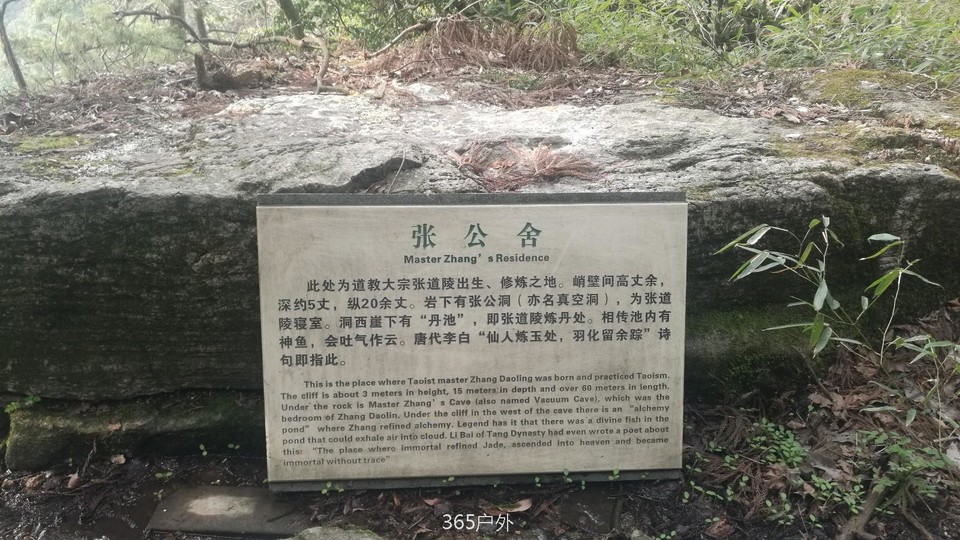 张公舍
Master Zhang's Residence
此处为道教大宗张道陵出生、修炼之地。峭壁间高丈余，
深约5丈，纵20余丈。岩下有张公洞（亦名真空洞），为张道
陵寝室。洞西崖下有“丹池”，即张道陵炼丹处。相传池内有
神鱼，会吐气作云。唐代李白“仙人炼玉处，羽化留余踪”诗
句即指此。
This is the place where Taoist master Zhang Daoling was born and practiced Taoism.
The cliff is about 3 meters in height, 15 meters in depth and over 60 meters in length.
Under the rock is Master Zhang's Cave (also named Vacuum Cave), which was the
bedroom of Zhang Daolin. Under the cliff in the west of the cave there is an "alchemy
pond" where Zhang refined alchemy. Legend has it that there was a divine fish in the
pond that could exhale air into cloud. Li Bai of Tang Dynasty had even wrote a poet about
this: "The place where immortal refined Jade, ascended into heaven and became
immortal without trace"
365户外